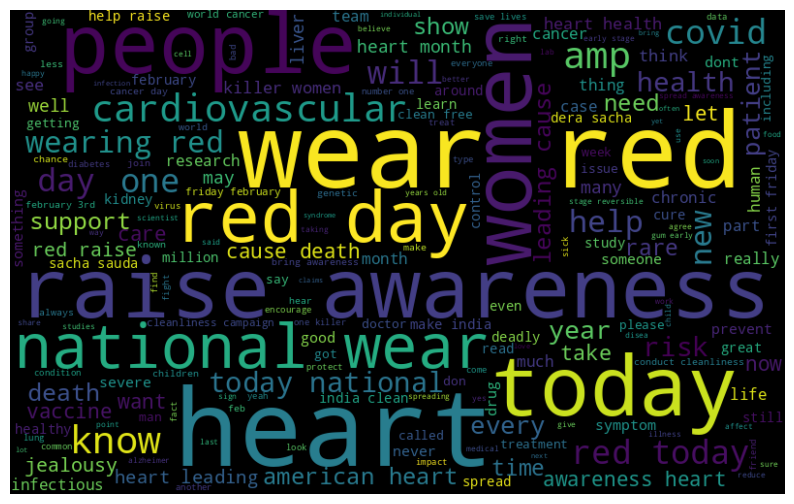 help raise
world cancer
team
individual
save lives
bring
data
going
believe
early stage
group
people
liver
show
right
cancer
heart health
covid
less
cell
bad
heart month
women
everyone
better
amp
think
dont
see
february
killer women
will
infection
number one
spread awareness
happy
cancer day
health
patient
including
well
cardiovascular
learn
around
thing
need
often
getting
clean free
treat
case
dera sacha
let
wearing red
world
wear red
leading cause
yet
use
food
chance
diabetes
join
research
type
week
soon
day
one
may
friday february
genetic
years old
control
issue
many
human
first friday
something
february 3rd
kidney
virus
red day
syndrome
taking
help
new
chronic
stage reversible
support
scientist
said
cure
agree
part
care
way
known
cause death
make
rare
gum early
study
red raise
million
bring awareness
month
sick
someone
really
sacha sauda
find
fight
say
hear
claims
raise awareness
work
child
always
encourage
even
share
cleanliness campaign
one killer
doctor
make india
deadly
year
please
prevent
studies
good
read
national wear
got
protect
much
take
risk
great
now
condition
children
come
conduct cleanliness
death
severe
today national
don
drug
today
life
vaccine
want
india clean
sign
yeah
yes
affect
still
healthy
man
fact
feb
heart
called
every
symptom
lung
common
point
last
look
never
treatment
give
illness
friend
know
jealousy
alzheimer
impact
medical
next
time
red today
sure
lot
infectious
another
heart leading
american heart
spread
awareness heart
reduce